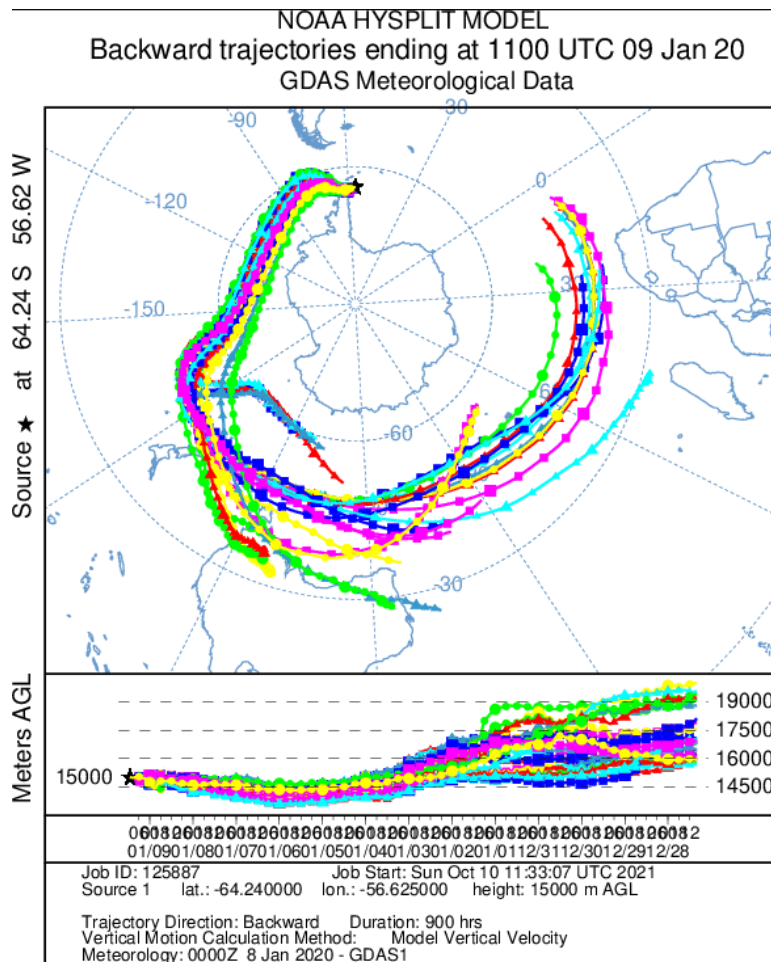 NOAA HYSPLIT MODEL
Backward trajectories ending at 1100 UTC 09 Jan 20
GDAS Meteorological Data
Source ★ at 64.24 S 56.62 W
-90
-30
-120
0
-150
30
60
-60
-30
Meters AGL
15000
19000
17500
16000
14500
01/09 01/08 01/07 01/06 01/05 01/04 01/03 01/02 01/01 12/31 12/30 12/29 12/28
Job ID: 125887 Job Start: Sun Oct 10 11:33:07 UTC 2021
Source 1 lat.: -64.240000 lon.: -56.625000 height: 15000 m AGL
Trajectory Direction: Backward Duration: 900 hrs
Vertical Motion Calculation Method: Model Vertical Velocity
Meteorology: 0000Z 8 Jan 2020 - GDAS1